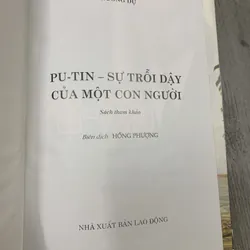 PU-TIN – SỰ TRỖI DẬY
CỦA MỘT CON NGƯỜI
Sách tham khảo
Biên dịch: HỒNG PHƯỢNG
NHÀ XUẤT BẢN LAO ĐỘNG